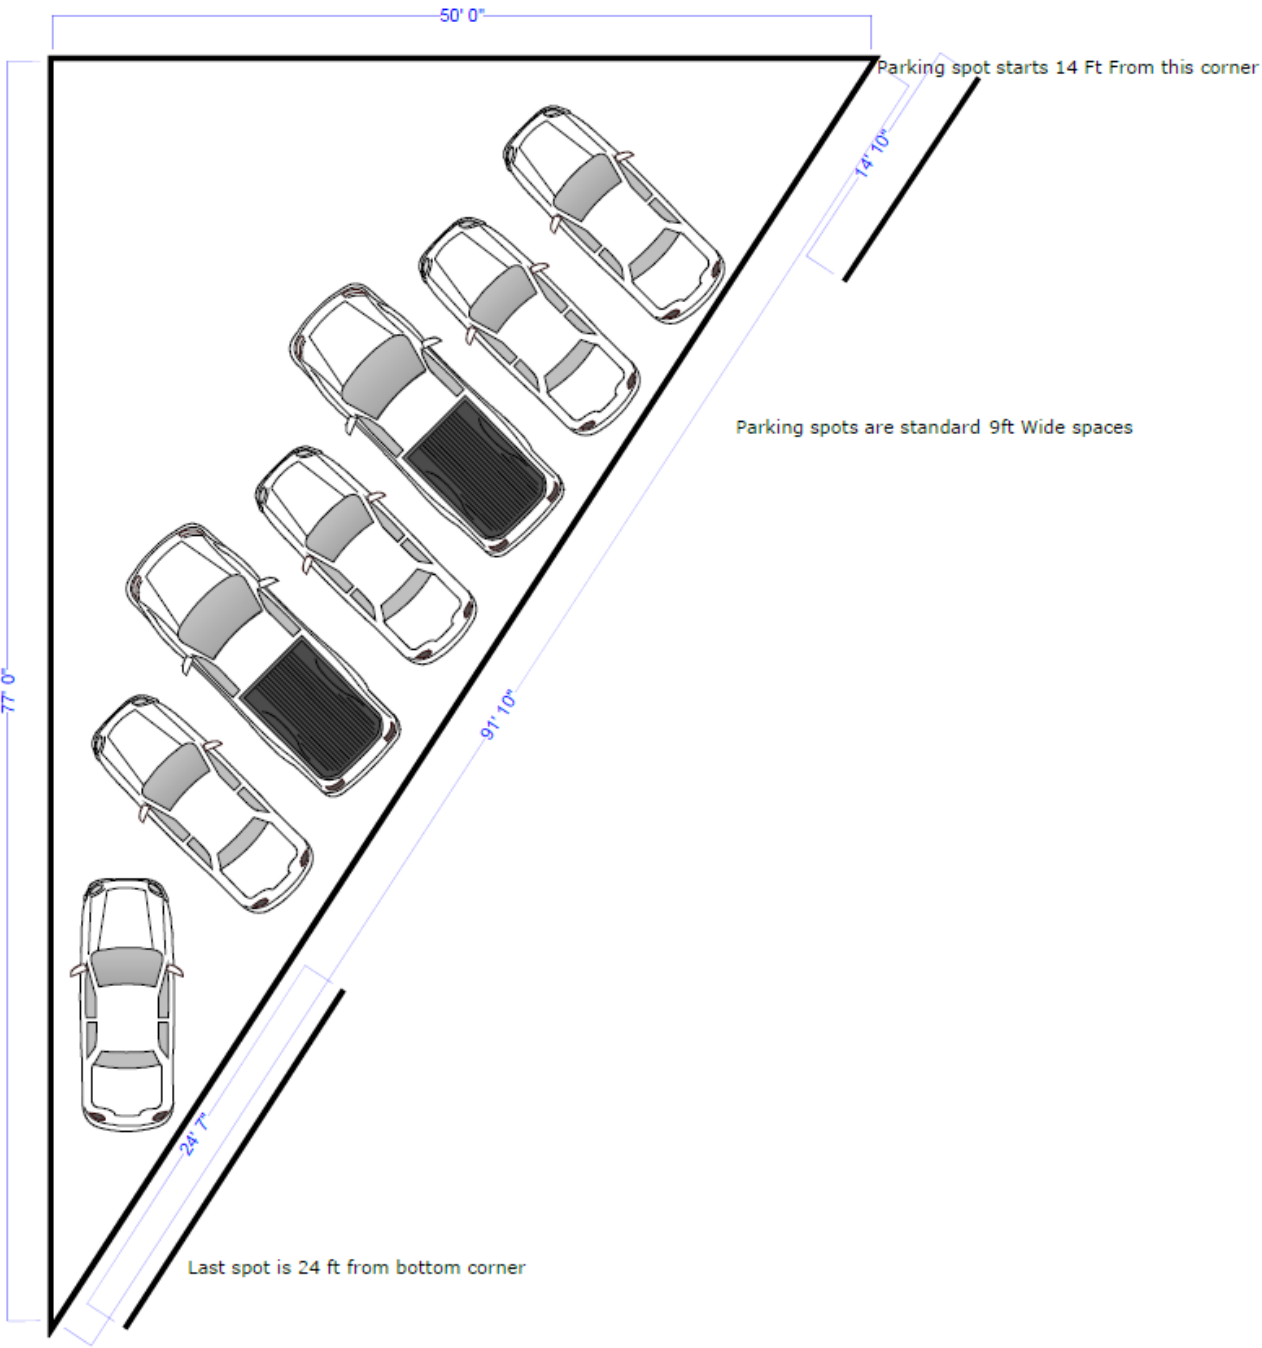 50' 0"
Parking spot starts 14 Ft From this corner
14' 10"
Parking spots are standard 9ft Wide spaces
77' 0"
91' 10"
24' 7"
Last spot is 24 ft from bottom corner